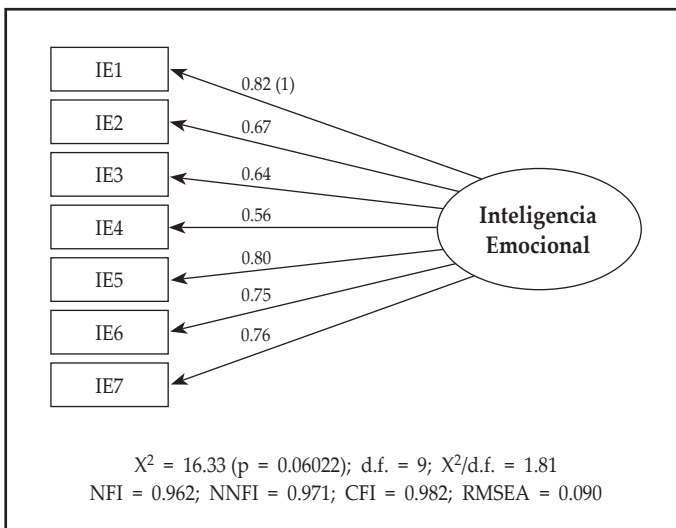 IE1
0.82 (1)
IE2
0.67
IE3
0.64
IE4
0.56
IE5
0.80
IE6
0.75
IE7
0.76
Inteligencia
Emocional
X² = 16.33 (p = 0.06022); d.f. = 9; X²/d.f. = 1.81
NFI = 0.962; NNFI = 0.971; CFI = 0.982; RMSEA = 0.090